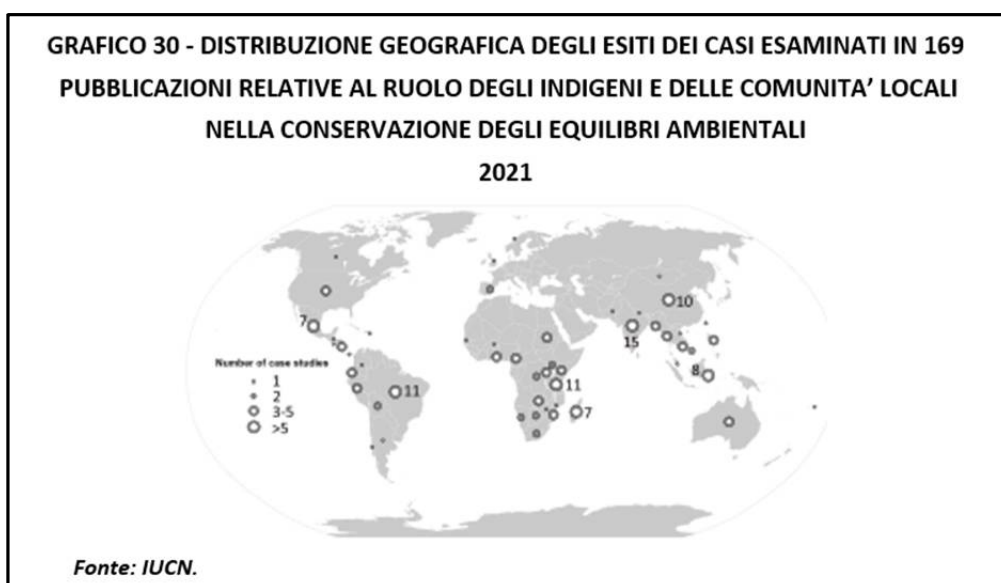 GRAFICO 30 - DISTRIBUZIONE GEOGRAFICA DEGLI ESITI DEI CASI ESAMINATI IN 169
PUBBLICAZIONI RELATIVE AL RUOLO DEGLI INDIGENI E DELLE COMUNITA’ LOCALI
NELLA CONSERVAZIONE DEGLI EQUILIBRI AMBIENTALI
2021
10
7
15
Number of case studies
8
1
11
11
2
7
3-5
>5
Fonte: IUCN.